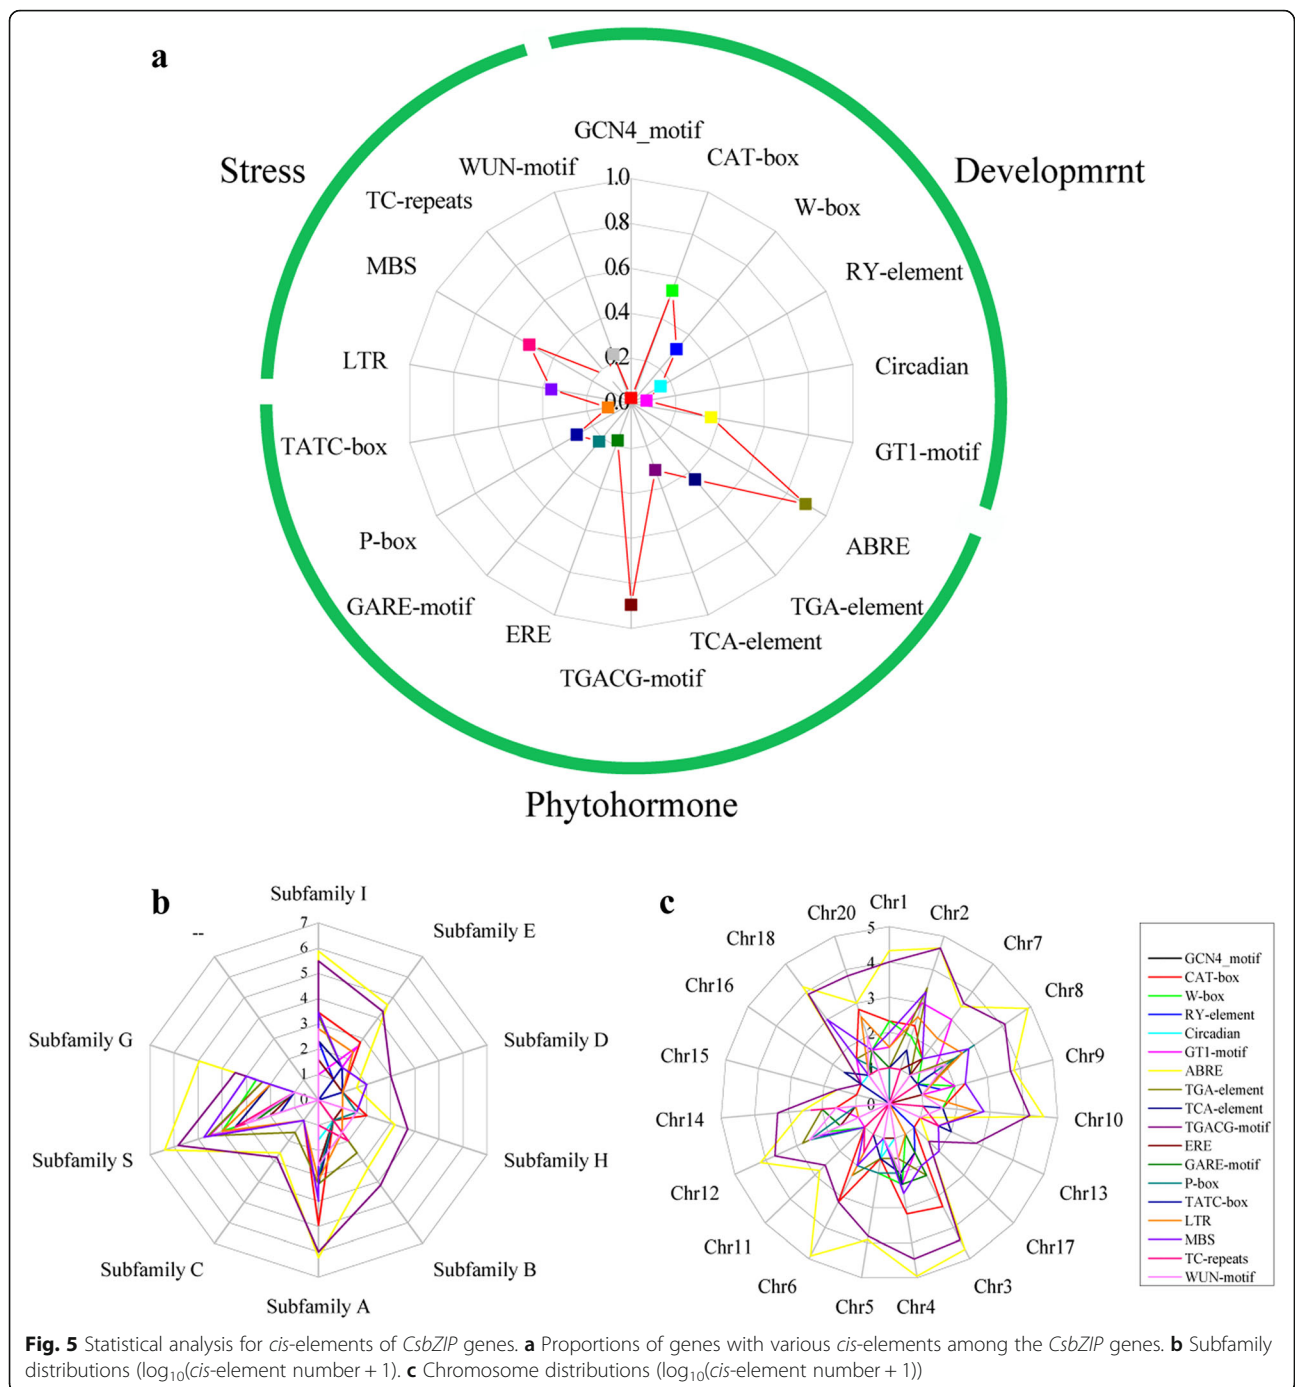 a
Stress
Developmrnt
Phytohormone
GCN4_motif
CAT-box
W-box
RY-element
Circadian
GT1-motif
ABRE
TGA-element
TCA-element
TGACG-motif
ERE
GARE-motif
P-box
TATC-box
LTR
MBS
TC-repeats
WUN-motif
1.0
0.8
0.6
0.4
0.2
0.0
b
Subfamily I
Subfamily E
Subfamily D
Subfamily H
Subfamily B
Subfamily A
Subfamily C
Subfamily S
Subfamily G
--
7
6
5
4
3
2
1
0
c
Chr1
Chr2
Chr7
Chr8
Chr9
Chr10
Chr13
Chr17
Chr3
Chr4
Chr5
Chr6
Chr11
Chr12
Chr14
Chr15
Chr16
Chr18
Chr20
5
4
3
2
1
0
GCN4_motif
CAT-box
W-box
RY-element
Circadian
GT1-motif
ABRE
TGA-element
TCA-element
TGACG-motif
ERE
GARE-motif
P-box
TATC-box
LTR
MBS
TC-repeats
WUN-motif
Fig. 5 Statistical analysis for cis-elements of CsbZIP genes. a Proportions of genes with various cis-elements among the CsbZIP genes. b Subfamily
distributions (log10(cis-element number + 1). c Chromosome distributions (log10(cis-element number + 1))